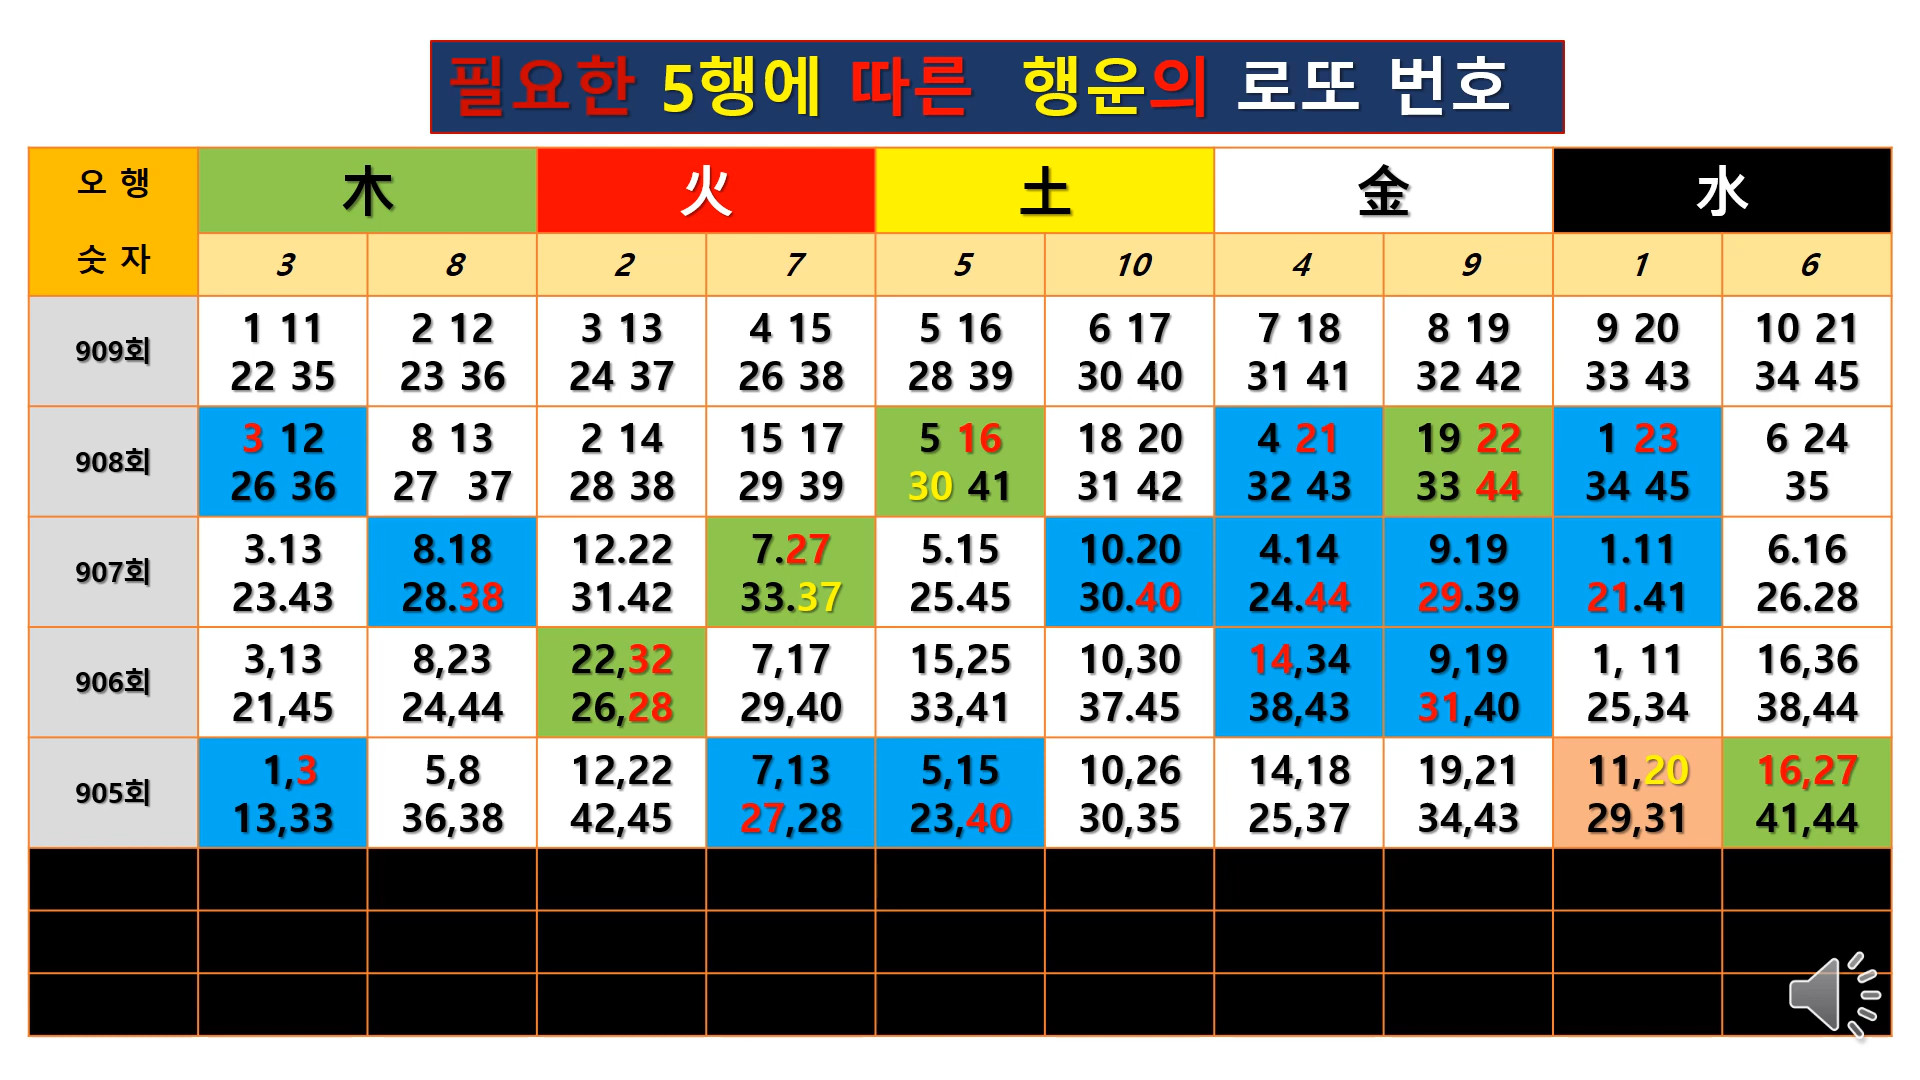 필요한 5행에 따른 행운의 로또 번호
오 행 木 火 土 金 水
숫 자 3 8 2 7 5 10 4 9 1 6
1 11 2 12 3 13 4 15 5 16 6 17 7 18 8 19 9 20 10 21
909회
22 35 23 36 24 37 26 38 28 39 30 40 31 41 32 42 33 43 34 45
3 12 8 13 2 14 15 17 5 16 18 20 4 21 19 22 1 23 6 24
908회
26 36 27 37 28 38 29 39 30 41 31 42 32 43 33 44 34 45 35
3.13 8.18 12.22 7.27 5.15 10.20 4.14 9.19 1.11 6.16
907회
23.43 28.38 31.42 33.37 25.45 30.40 24.44 29.39 21.41 26.28
3,13 8,23 22,32 7,17 15,25 10,30 14,34 9,19 1, 11 16,36
906회
21,45 24,44 26,28 29,40 33,41 37.45 38,43 31,40 25,34 38,44
1,3 5,8 12,22 7,13 5,15 10,26 14,18 19,21 11,20 16,27
905회
13,33 36,38 42,45 27,28 23,40 30,35 25,37 34,43 29,31 41,44